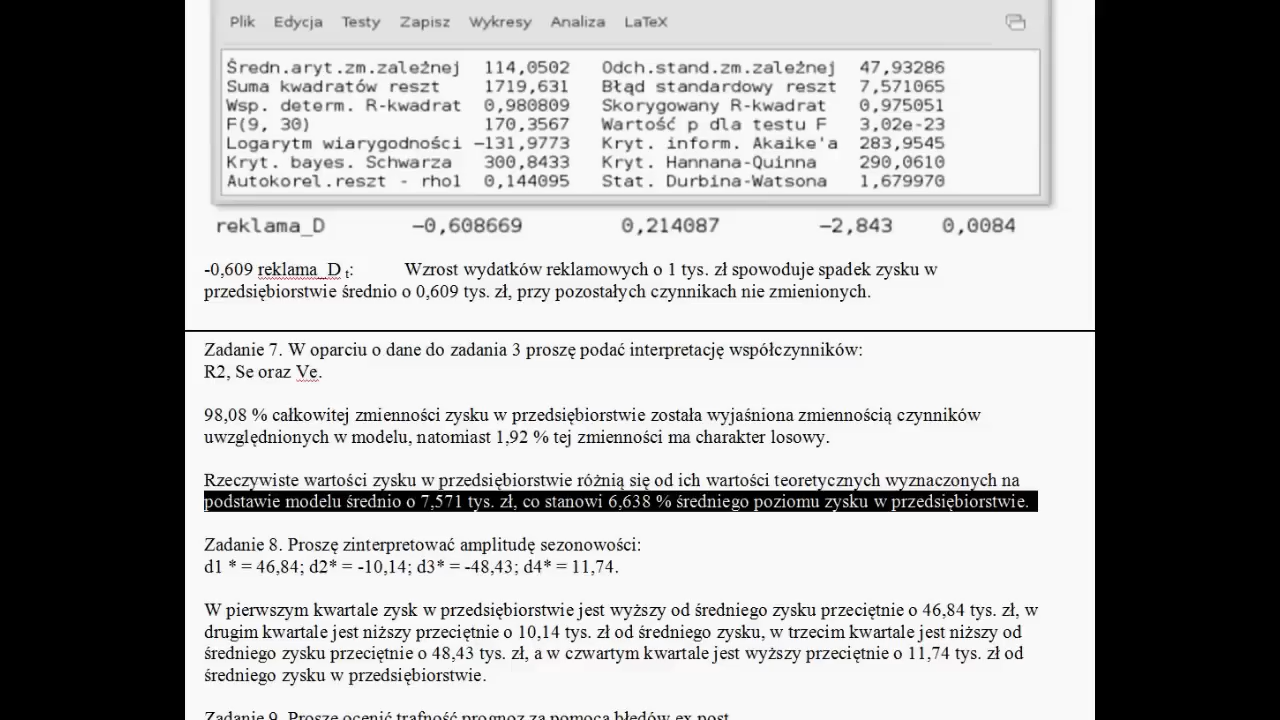 Plik Edycja Testy Zapisz Wykresy Analiza LaTeX
Średn.aryt.zm.zależnej 114,0502 Odch.stand.zm.zależnej 47,93286
Suma kwadratów reszt 1719,631 Błąd standardowy reszt 7,571065
Wsp. determ. R-kwadrat 0,980809 Skorygowany R-kwadrat 0,975051
F(9, 30) 170,3567 Wartość p dla testu F 3,02e-23
Logarytm wiarygodności −131,9773 Kryt. inform. Akaike'a 283,9545
Kryt. bayes. Schwarza 300,8433 Kryt. Hannana-Quinna 290,0610
Autokorel.reszt - rho1 0,144095 Stat. Durbina-Watsona 1,679970
reklama_D −0,608669 0,214087 −2,843 0,0084
-0,609 reklama_D t: Wzrost wydatków reklamowych o 1 tys. zł spowoduje spadek zysku w
przedsiębiorstwie średnio o 0,609 tys. zł, przy pozostałych czynnikach nie zmienionych.
Zadanie 7. W oparciu o dane do zadania 3 proszę podać interpretację współczynników:
R2, Se oraz Ve.
98,08 % całkowitej zmienności zysku w przedsiębiorstwie została wyjaśniona zmiennością czynników
uwzględnionych w modelu, natomiast 1,92 % tej zmienności ma charakter losowy.
Rzeczywiste wartości zysku w przedsiębiorstwie różnią się od ich wartości teoretycznych wyznaczonych na
podstawie modelu średnio o 7,571 tys. zł, co stanowi 6,638 % średniego poziomu zysku w przedsiębiorstwie.
Zadanie 8. Proszę zinterpretować amplitudę sezonowości:
d1 * = 46,84; d2* = -10,14; d3* = -48,43; d4* = 11,74.
W pierwszym kwartale zysk w przedsiębiorstwie jest wyższy od średniego zysku przeciętnie o 46,84 tys. zł, w
drugim kwartale jest niższy przeciętnie o 10,14 tys. zł od średniego zysku, w trzecim kwartale jest niższy od
średniego zysku przeciętnie o 48,43 tys. zł, a w czwartym kwartale jest wyższy przeciętnie o 11,74 tys. zł od
średniego zysku w przedsiębiorstwie.
Zadanie 9. Proszę ocenić trafność prognoz za pomocą błędów ex post